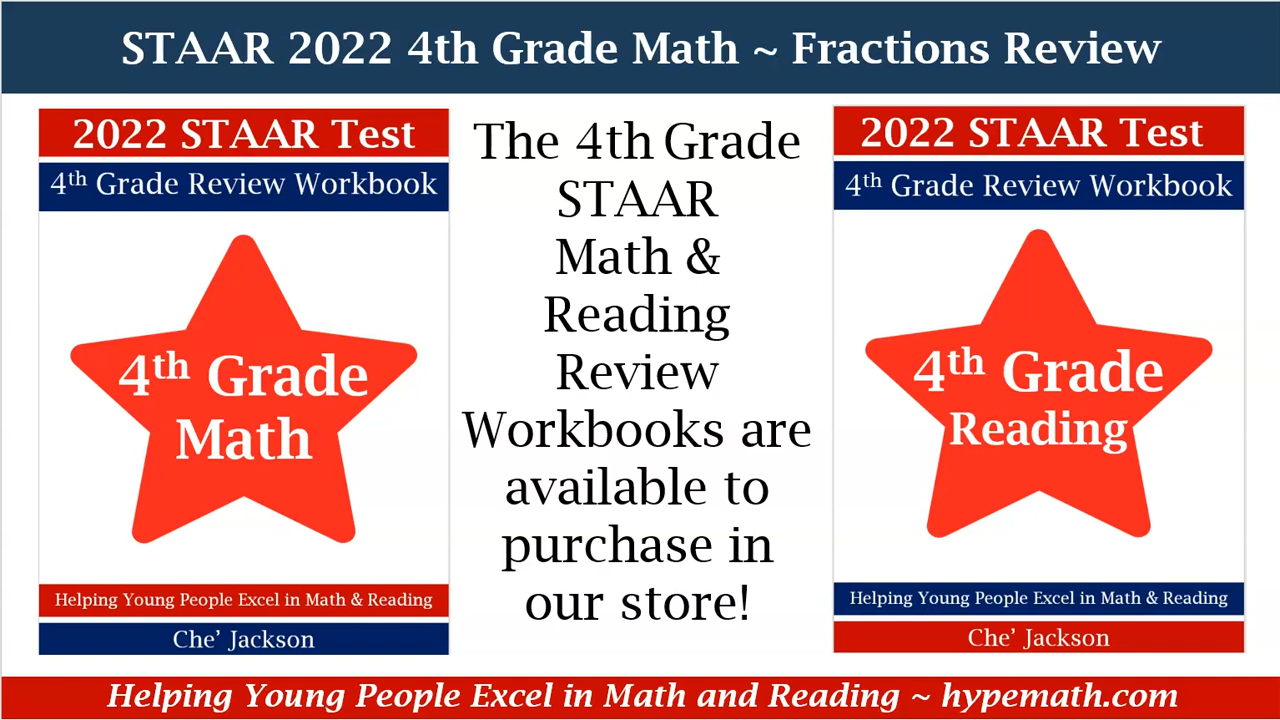 STAAR 2022 4th Grade Math ~ Fractions Review
2022 STAAR Test
4th Grade Review Workbook
4th Grade
Math
Helping Young People Excel in Math & Reading
Che’ Jackson
The 4th Grade
STAAR
Math &
Reading
Review
Workbooks are
available to
purchase in
our store!
2022 STAAR Test
4th Grade Review Workbook
4th Grade
Reading
Helping Young People Excel in Math & Reading
Che’ Jackson
Helping Young People Excel in Math and Reading ~ hypemath.com